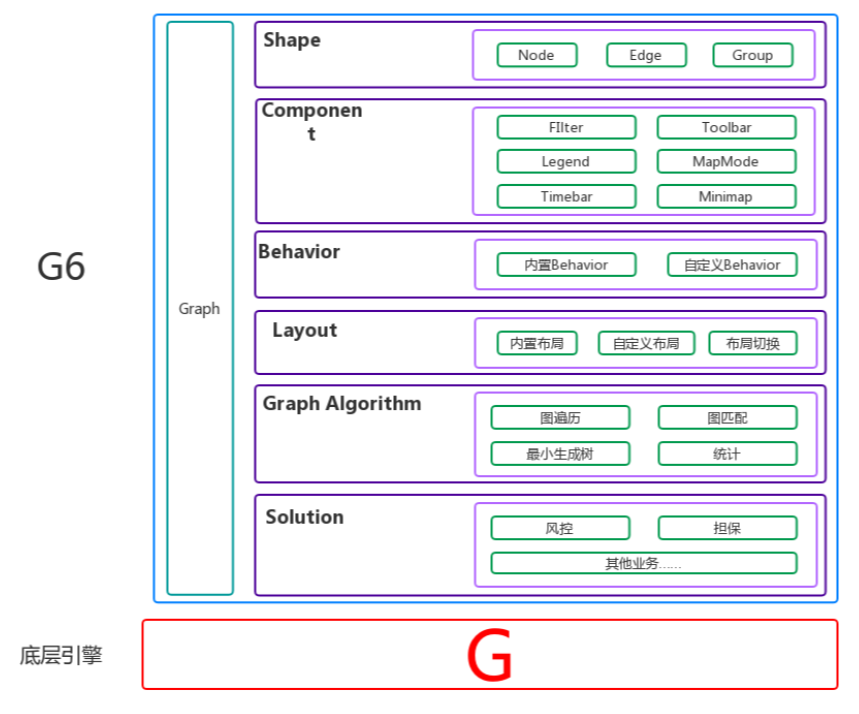 G6
Graph
Shape
Node
Edge
Group
Componen
t
FIlter
Toolbar
Legend
MapMode
Timebar
Minimap
Behavior
内置Behavior
自定义Behavior
Layout
内置布局
自定义布局
布局切换
Graph Algorithm
图遍历
图匹配
最小生成树
统计
Solution
风控
担保
其他业务......
底层引擎
G